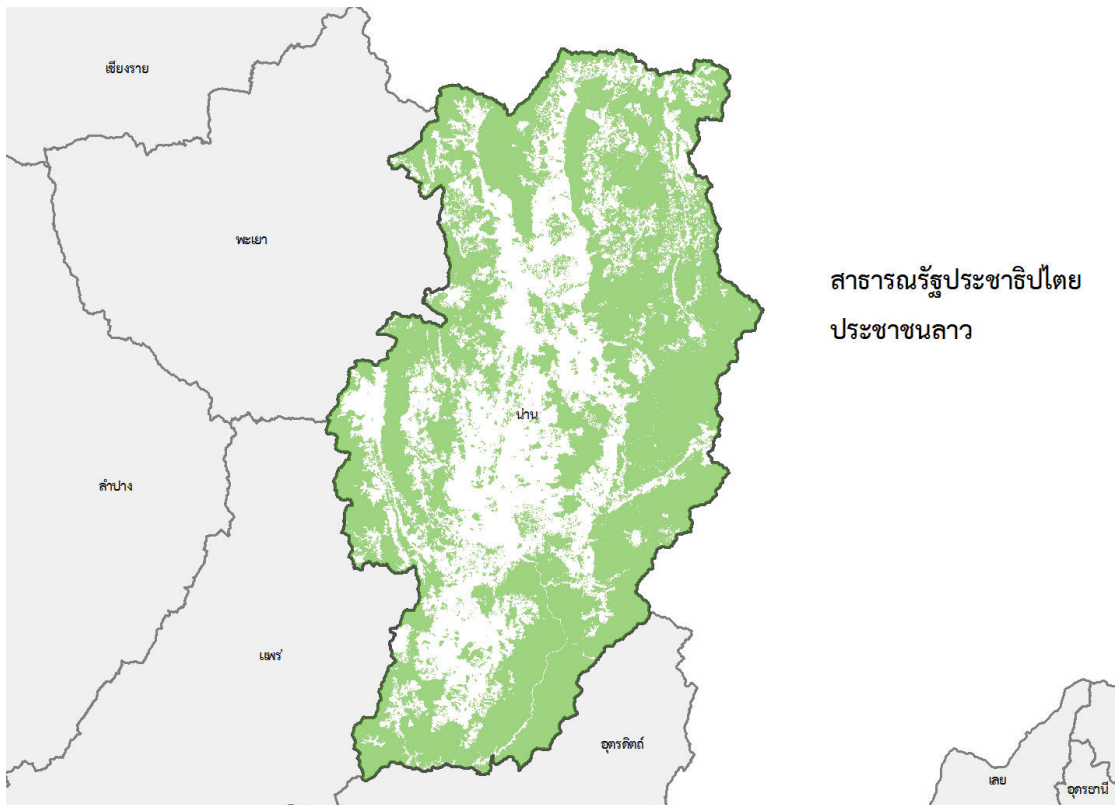 เชียงราย
พะเยา
สาธารณรัฐประชาธิปไตย
ประชาชนลาว
น่าน
ลำปาง
แพร่
อุตรดิตถ์
เลย
อุดรธานี